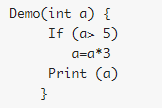 Demo(int a) {
If (a> 5)
a=a*3
Print (a)
}